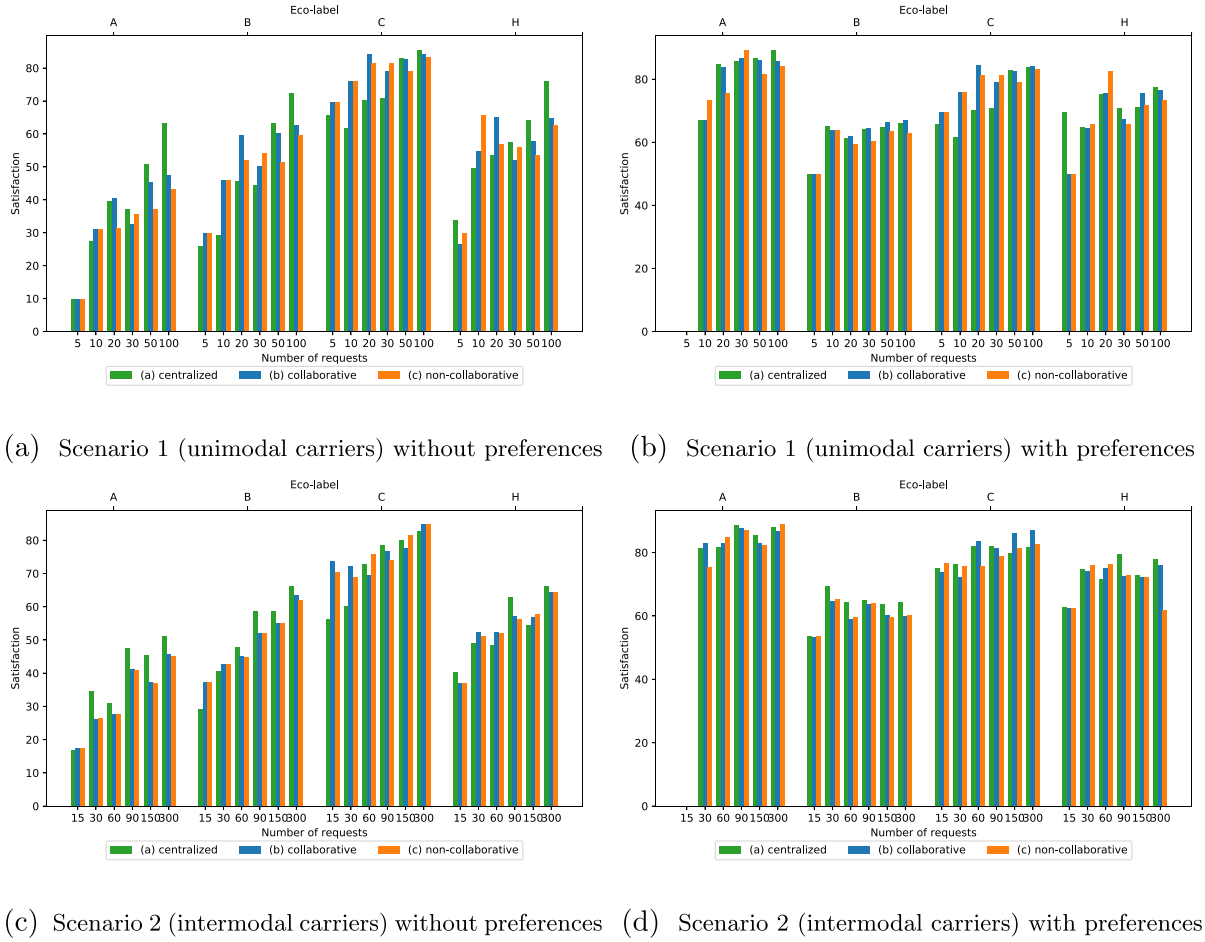 Eco-label
A B C H
Satisfaction
80
70
60
50
40
30
20
10
0
5 10 20 30 50 100 5 10 20 30 50 100 5 10 20 30 50 100 5 10 20 30 50 100
Number of requests
(a) centralized (b) collaborative (c) non-collaborative
(a) Scenario 1 (unimodal carriers) without preferences
Eco-label
A B C H
Satisfaction
80
60
40
20
0
5 10 20 30 50 100 5 10 20 30 50 100 5 10 20 30 50 100 5 10 20 30 50 100
Number of requests
(a) centralized (b) collaborative (c) non-collaborative
(b) Scenario 1 (unimodal carriers) with preferences
Eco-label
A B C H
Satisfaction
80
70
60
50
40
30
20
10
0
15 30 60 90 150 300 15 30 60 90 150 300 15 30 60 90 150 300 15 30 60 90 150 300
Number of requests
(a) centralized (b) collaborative (c) non-collaborative
(c) Scenario 2 (intermodal carriers) without preferences
Eco-label
A B C H
Satisfaction
80
60
40
20
0
15 30 60 90 150 300 15 30 60 90 150 300 15 30 60 90 150 300 15 30 60 90 150 300
Number of requests
(a) centralized (b) collaborative (c) non-collaborative
(d) Scenario 2 (intermodal carriers) with preferences